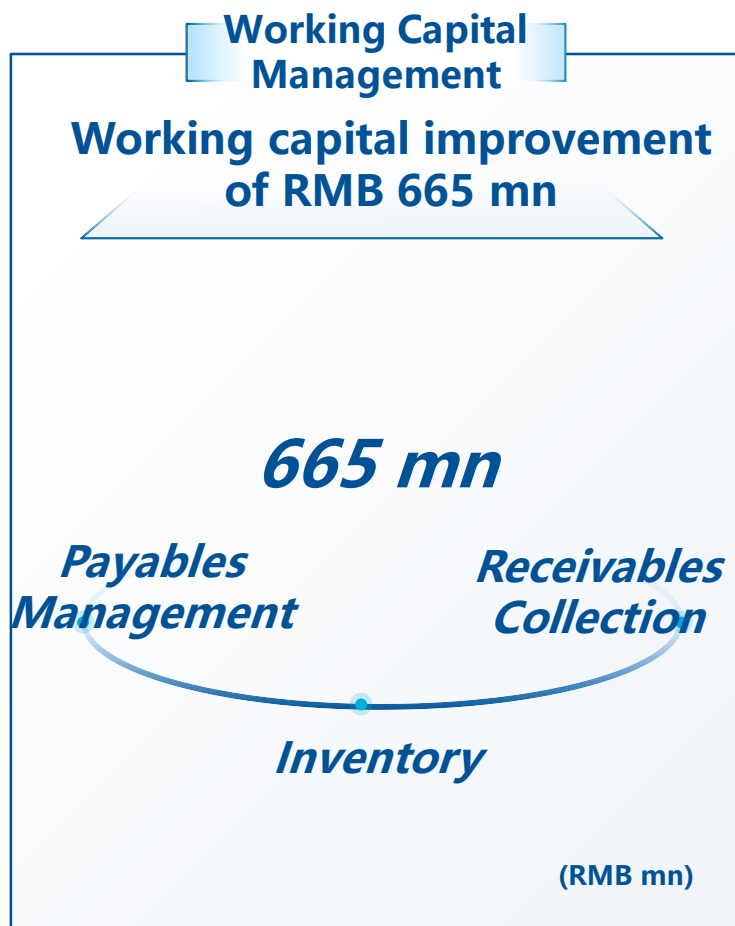 Working Capital
Management
Working capital improvement
of RMB 665 mn
665 mn
Payables
Management
Receivables
Collection
Inventory
(RMB mn)